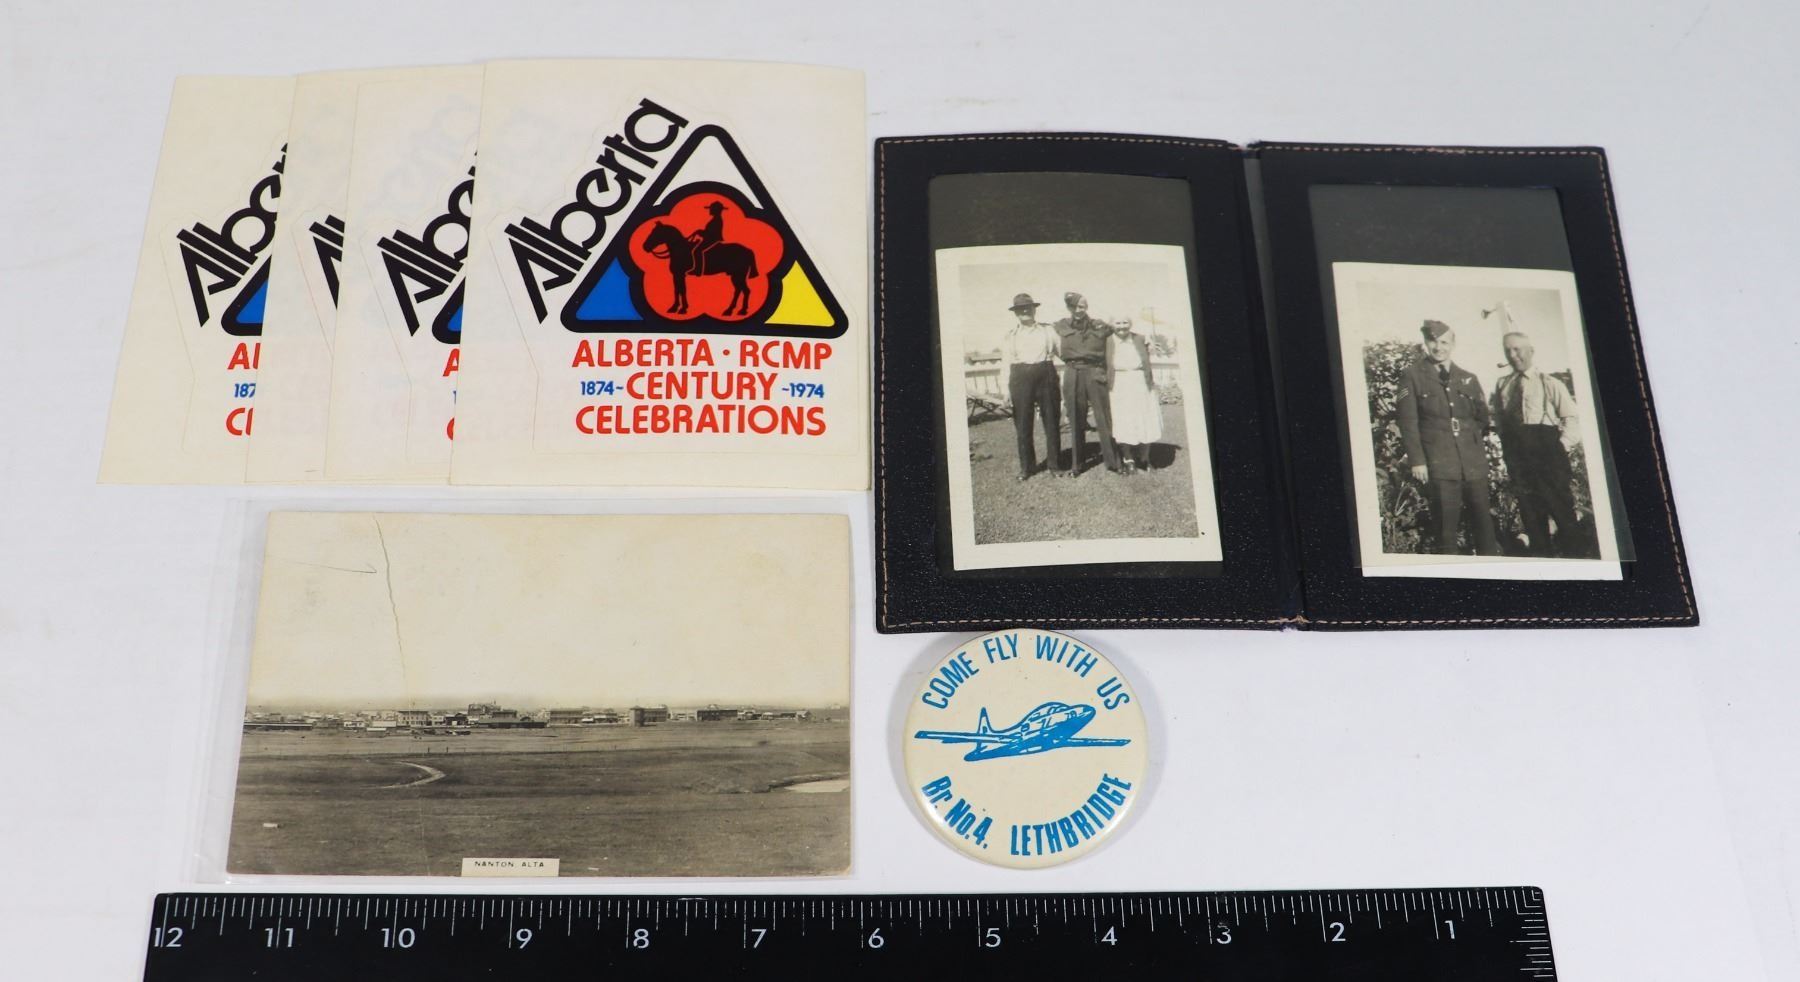 Alberta
Alberta
ALBERTA • RCMP
1874~CENTURY~1974
CELEBRATIONS
NANTON. ALTA
COME FLY WITH US
Br. No.4. LETHBRIDGE
12 11 10 9 8 7 6 5 4 3 2 1